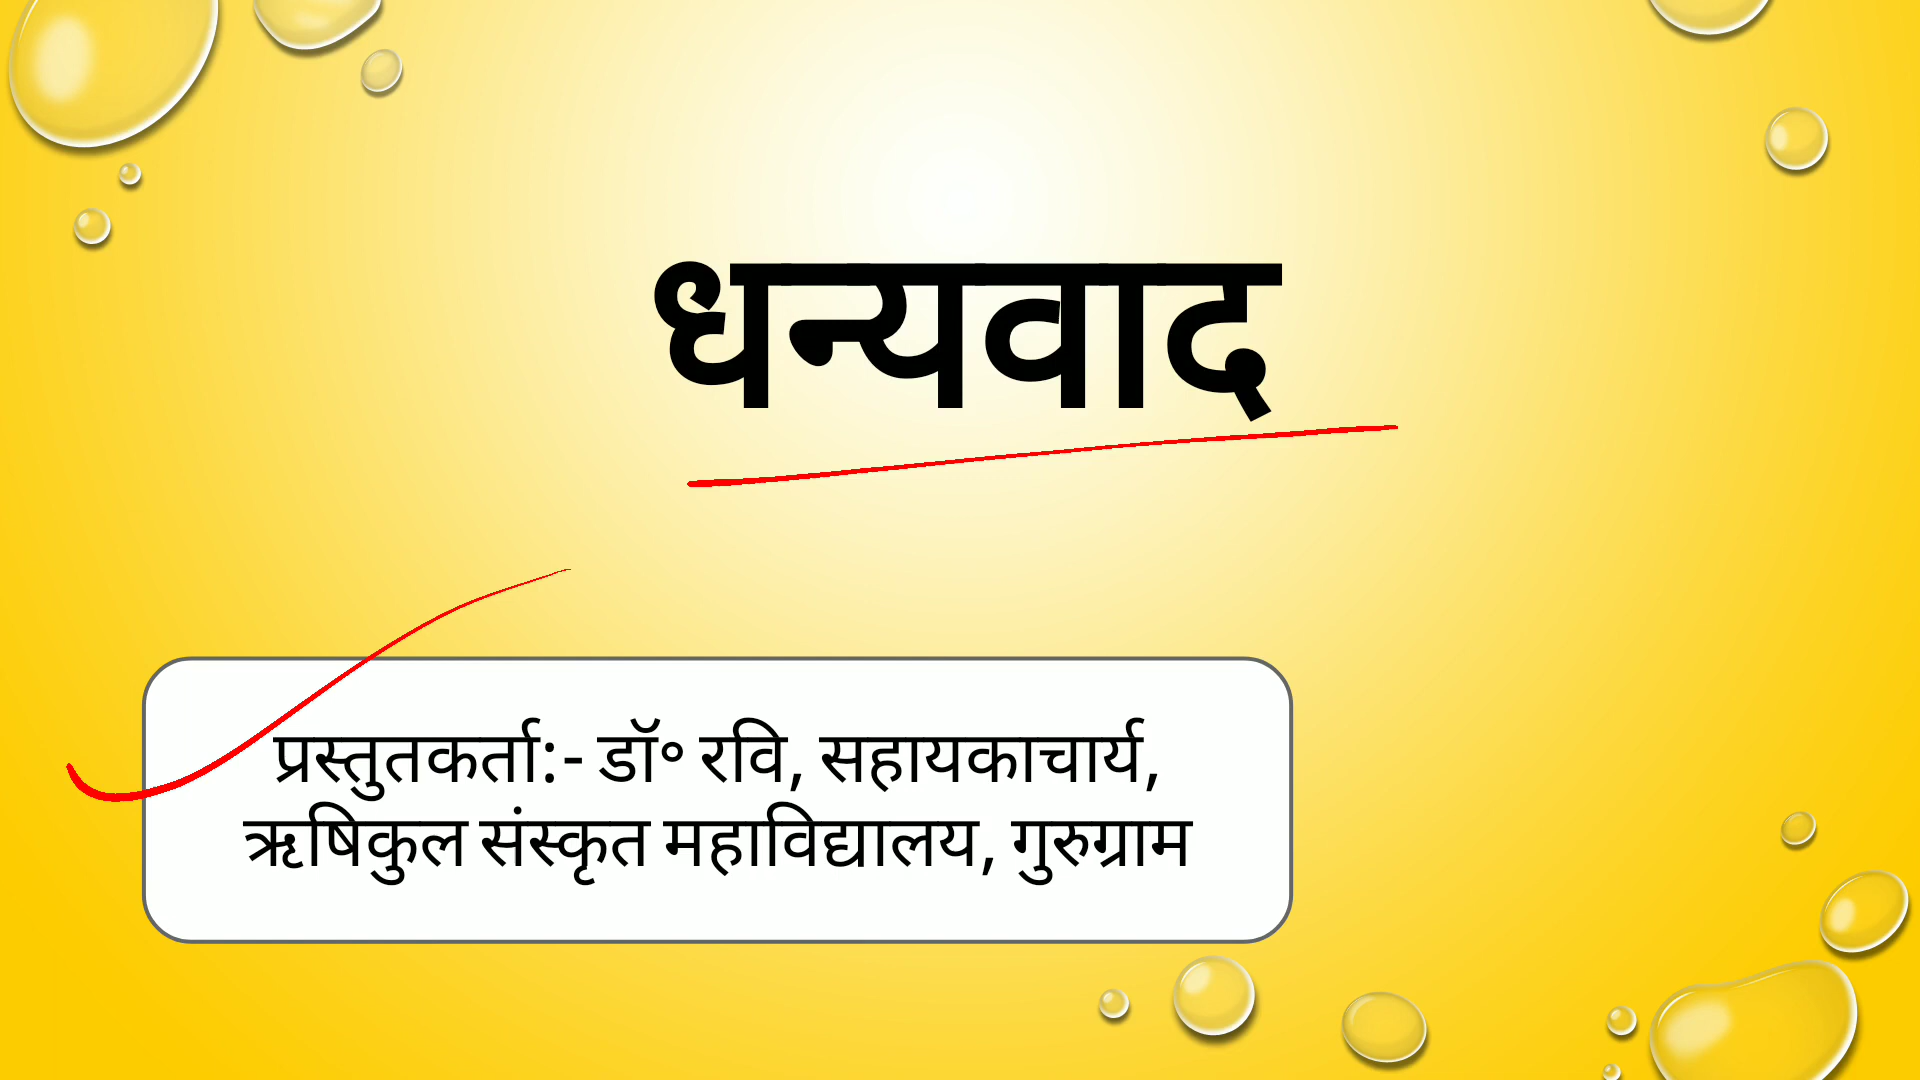 धन्यवाद
प्रस्तुतकर्ता:- डॉ॰ रवि, सहायकाचार्य,
ऋषिकुल संस्कृत महाविद्यालय, गुरुग्राम